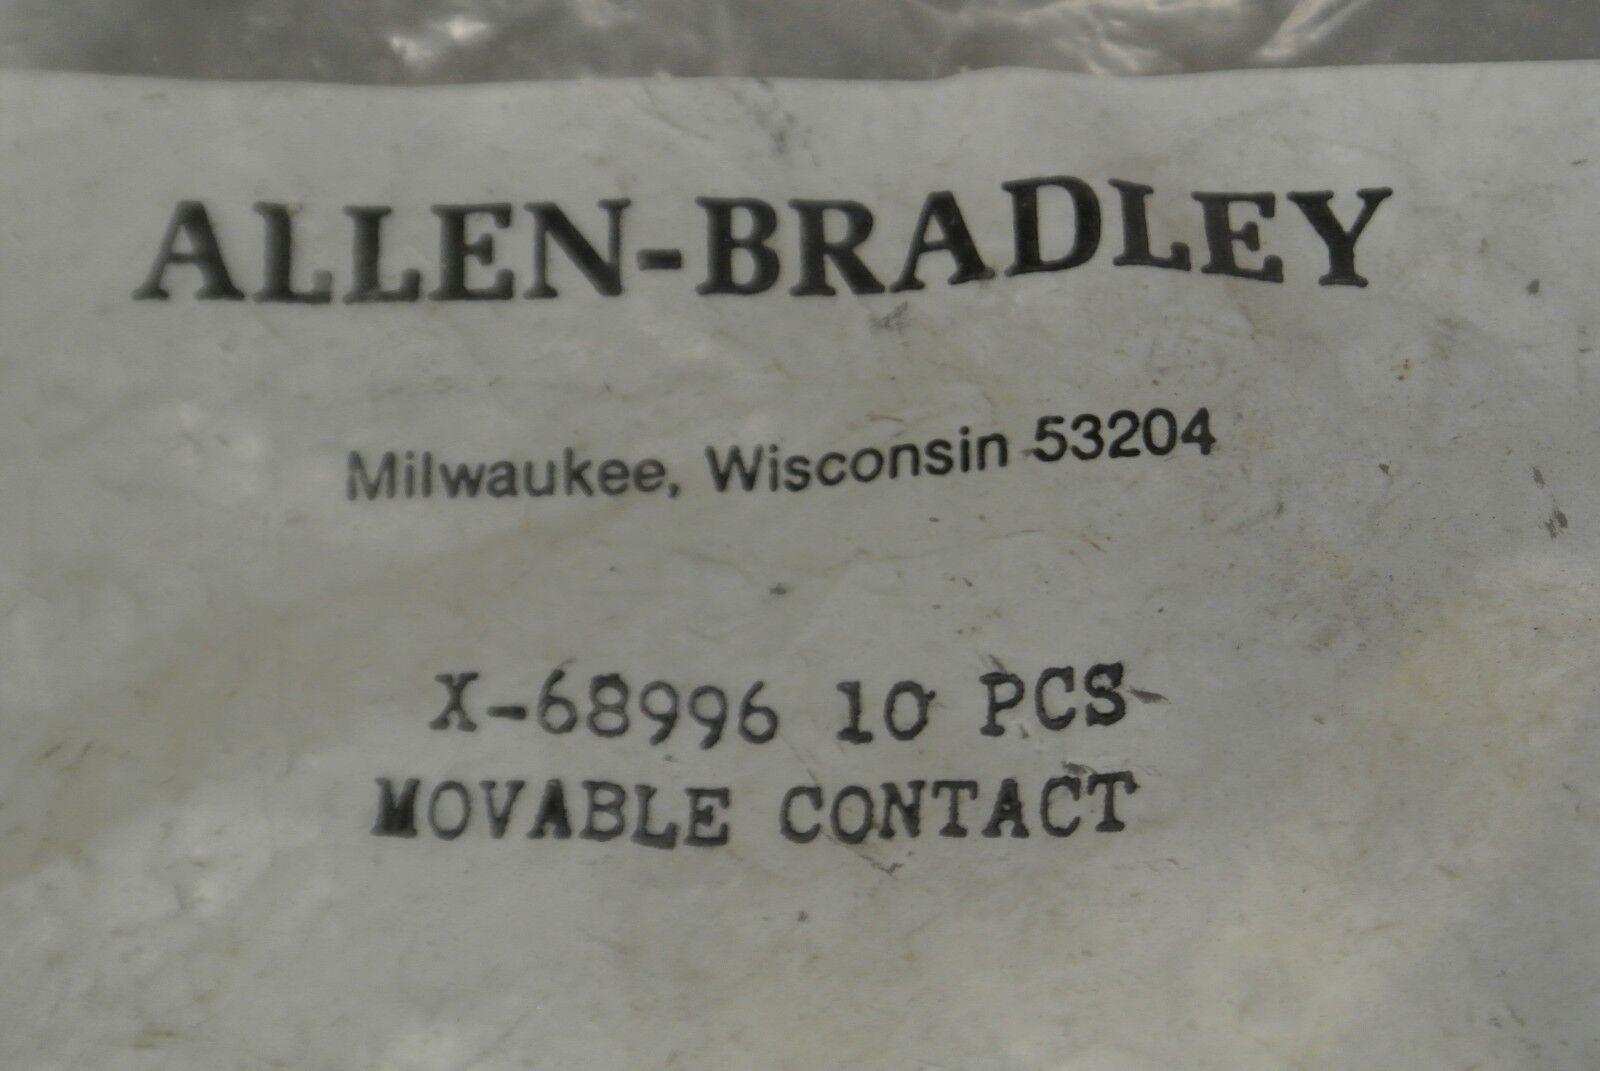 ALLEN-BRADLEY
Milwaukee, Wisconsin 53204
X-68996 10 PCS
MOVABLE CONTACT